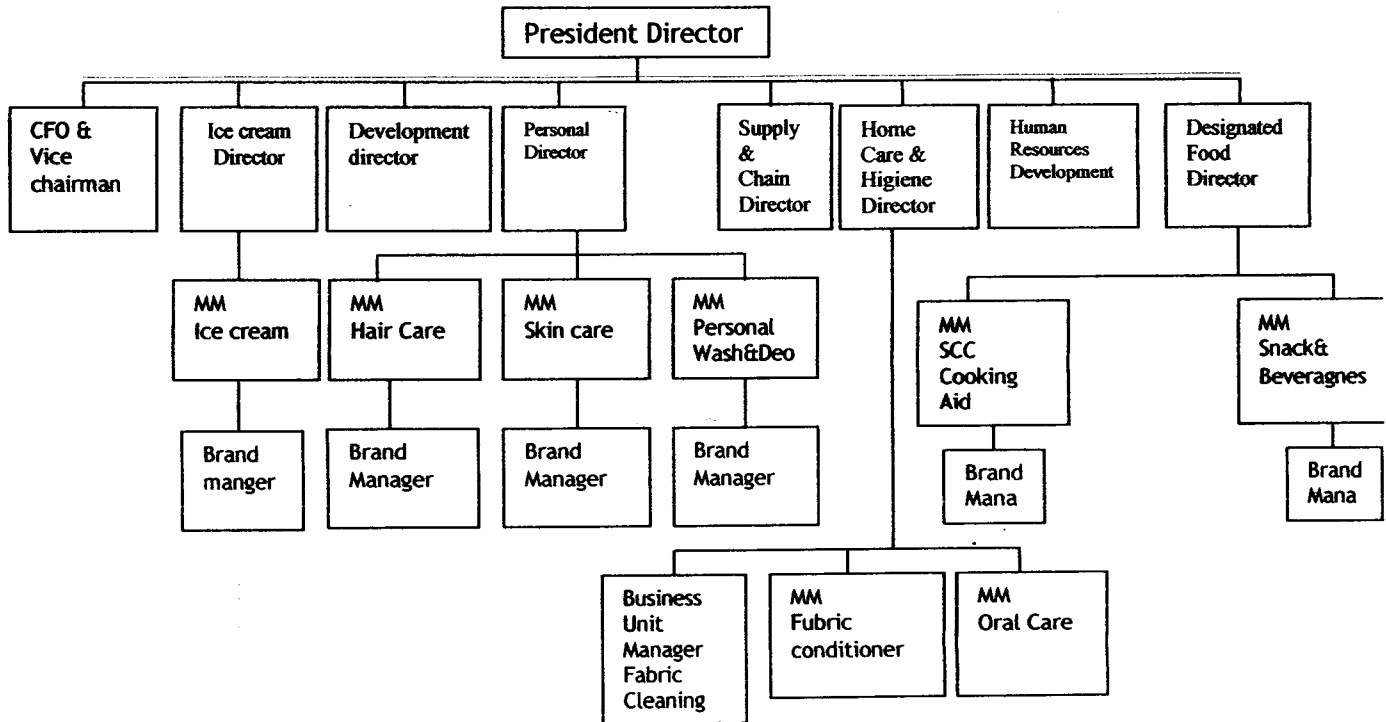 President Director
CFO &
Vice
chairman
Ice cream
Director
Development
director
Personal
Director
Supply
&
Chain
Director
Home
Care &
Higiene
Director
Human
Resources
Development
Designated
Food
Director
MM
Ice cream
MM
Hair Care
MM
Skin care
MM
Personal
Wash&Deo
MM
SCC
Cooking
Aid
MM
Snack&
Beveragnes
Brand
manger
Brand
Manager
Brand
Manager
Brand
Manager
Brand
Mana
Brand
Mana
Business
Unit
Manager
Fabric
Cleaning
MM
Fubric
conditioner
MM
Oral Care